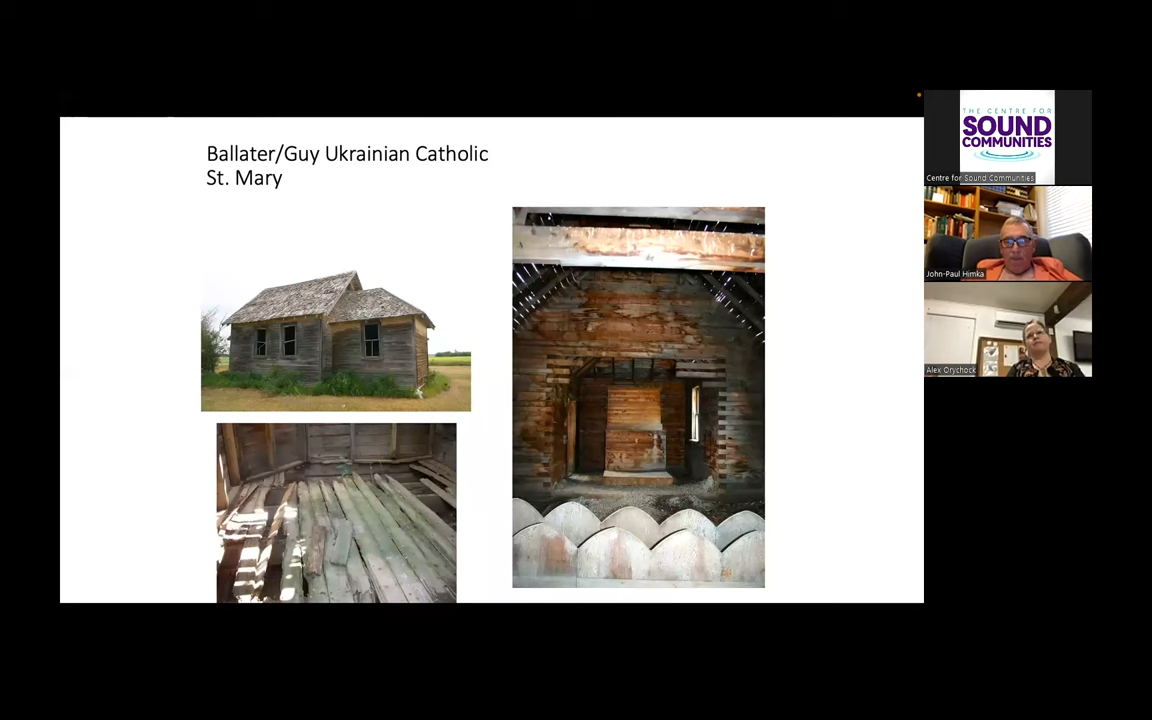 Ballater/Guy Ukrainian Catholic
St. Mary
THE CENTRE FOR
SOUND
COMMUNITIES
Centre for Sound Communities
John-Paul Himka
Alex Orychock